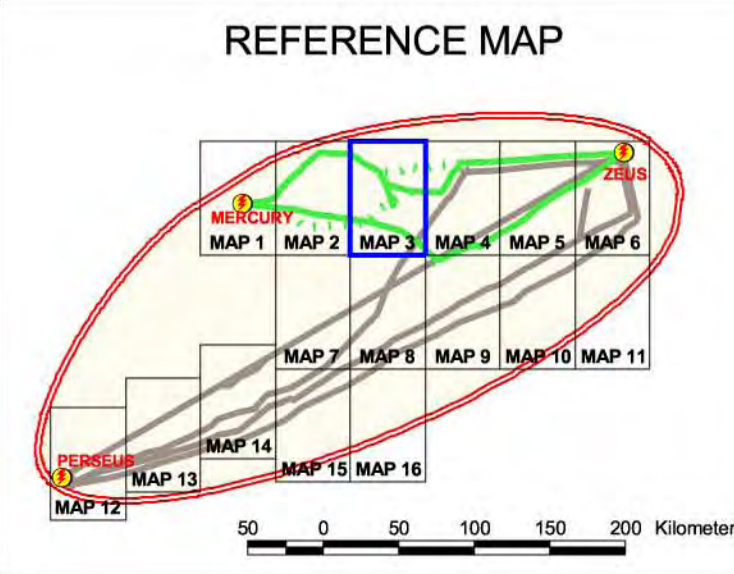 REFERENCE MAP
ZEUS
MERCURY
MAP 1
MAP 2
MAP 3
MAP 4
MAP 5
MAP 6
MAP 7
MAP 8
MAP 9
MAP 10
MAP 11
MAP 14
PERSEUS
MAP 13
MAP 15
MAP 16
MAP 12
50 0 50 100 150 200 Kilometer